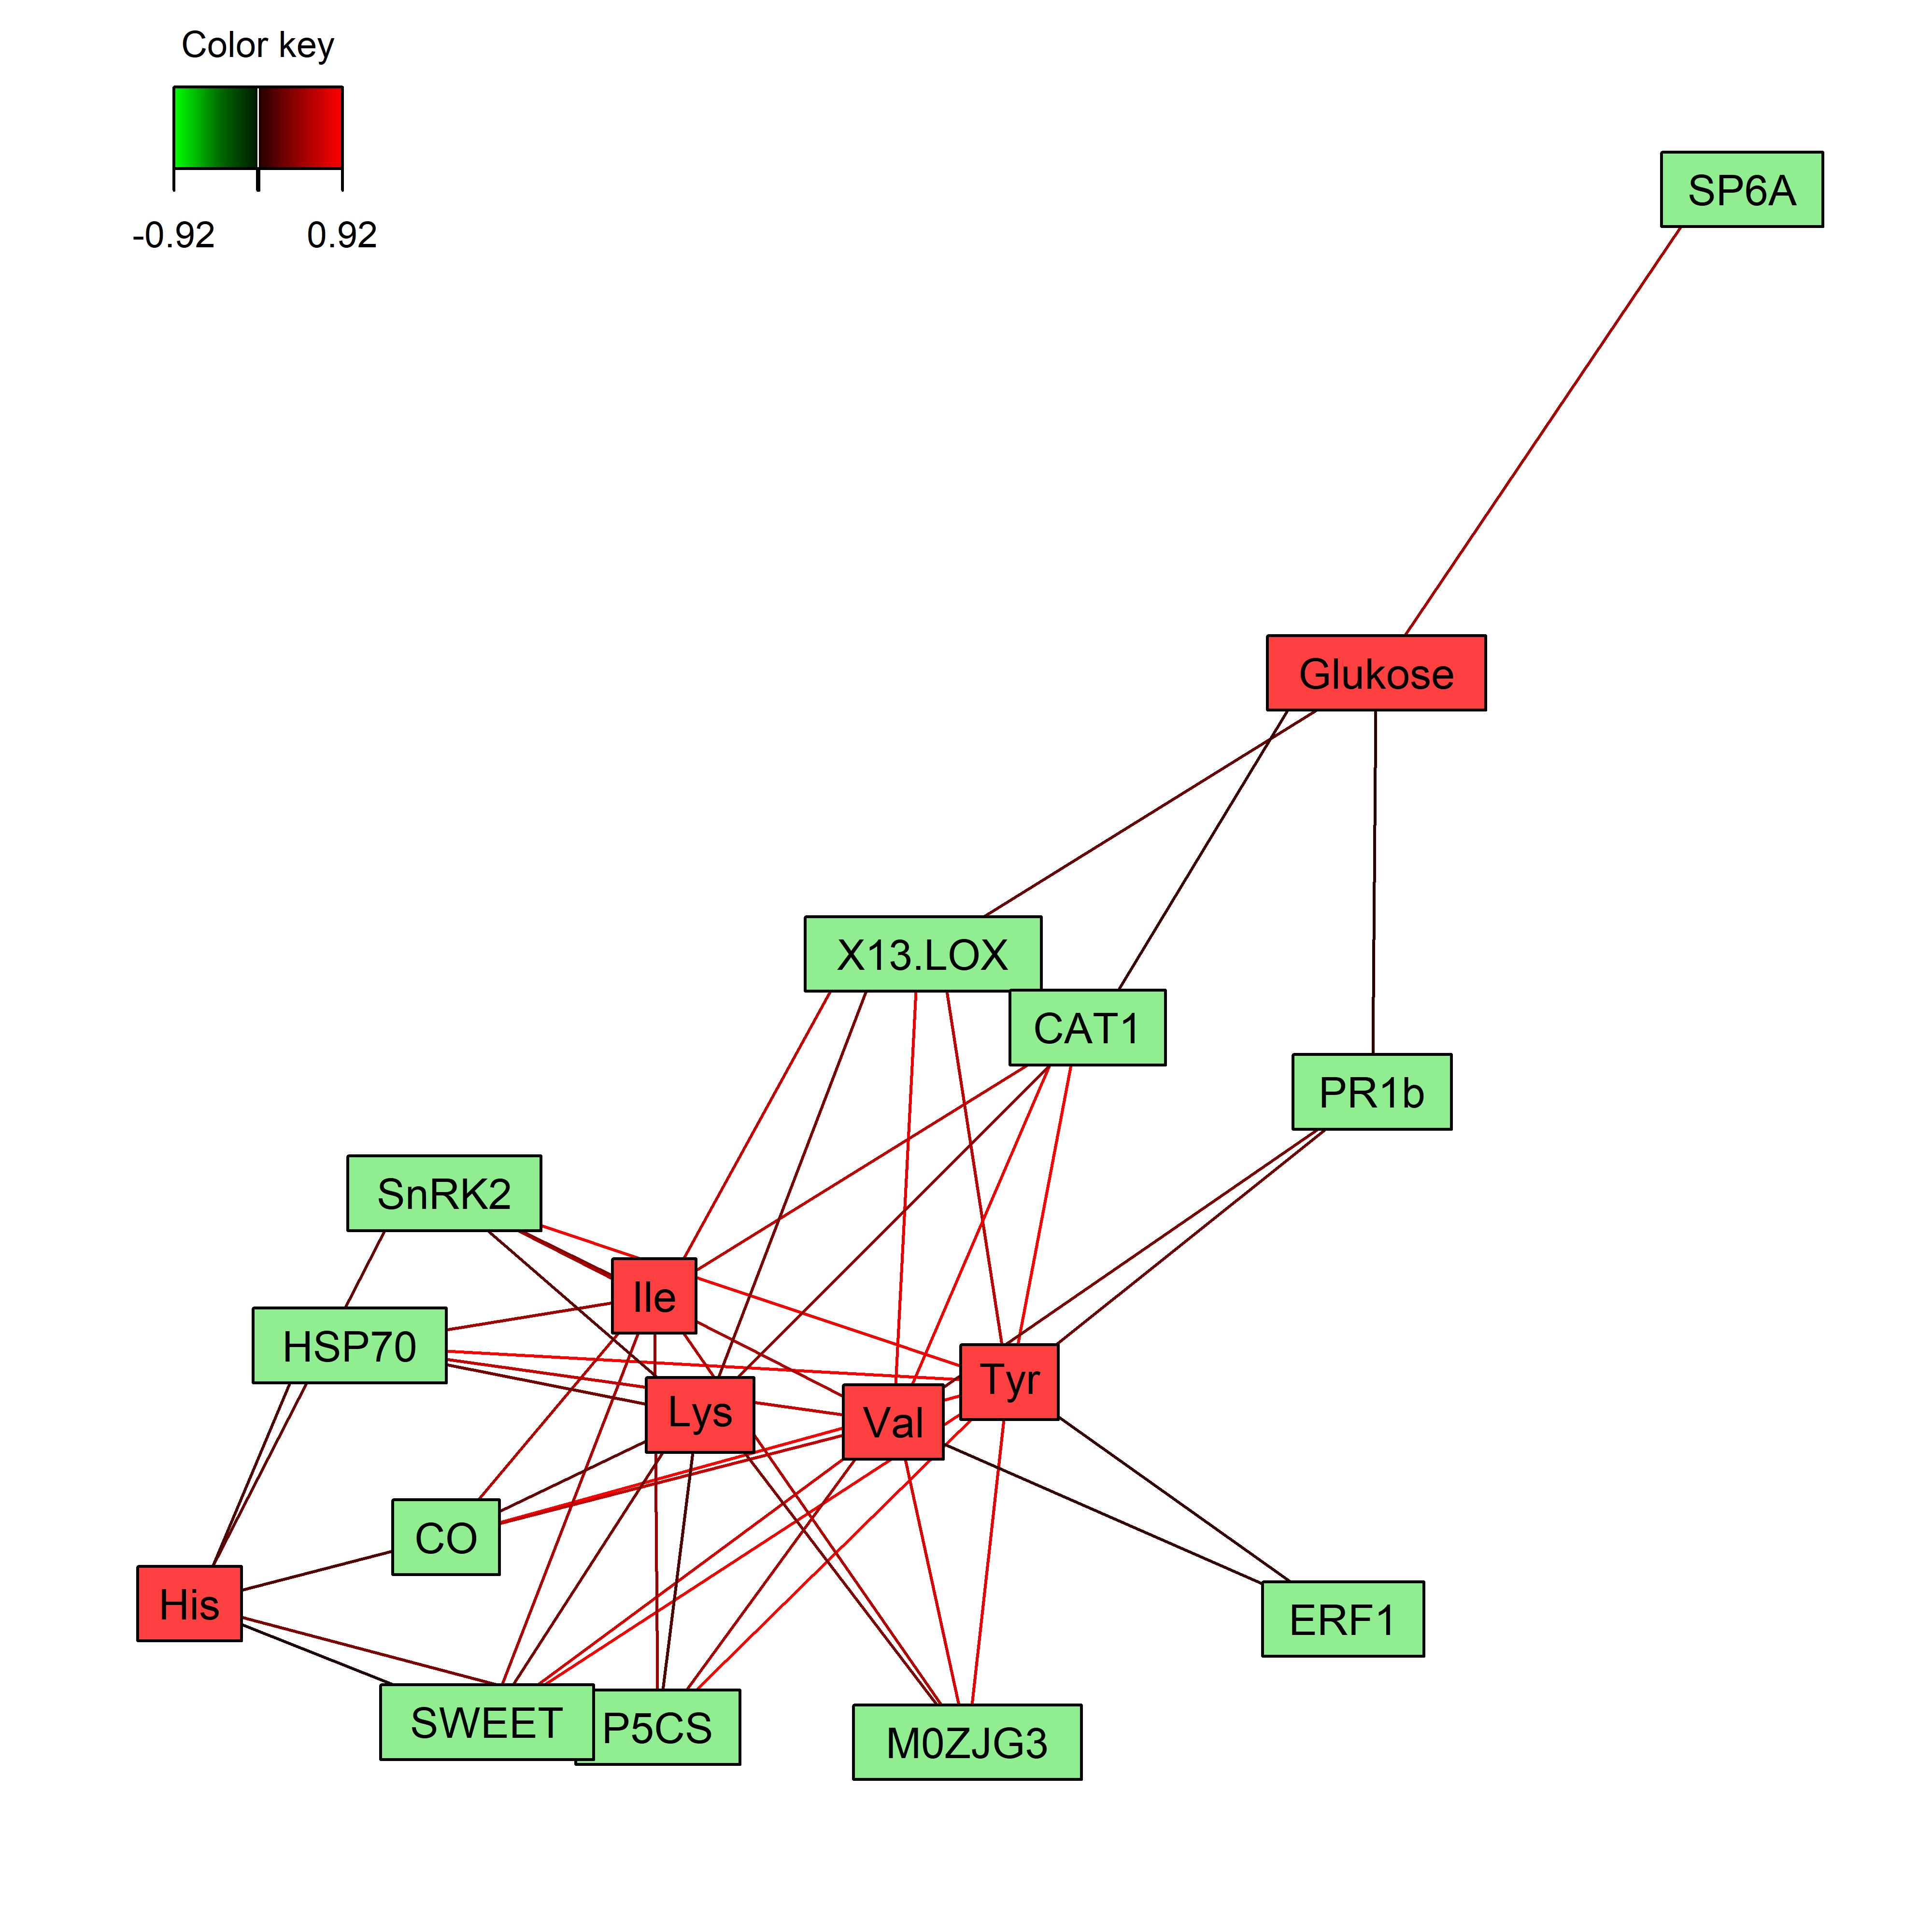 Color key
-0.92 0.92
SP6A
Glukose
X13.LOX
CAT1
PR1b
SnRK2
Ile
HSP70
Tyr
Lys
Val
CO
His
ERF1
SWEET
P5CS
M0ZJG3